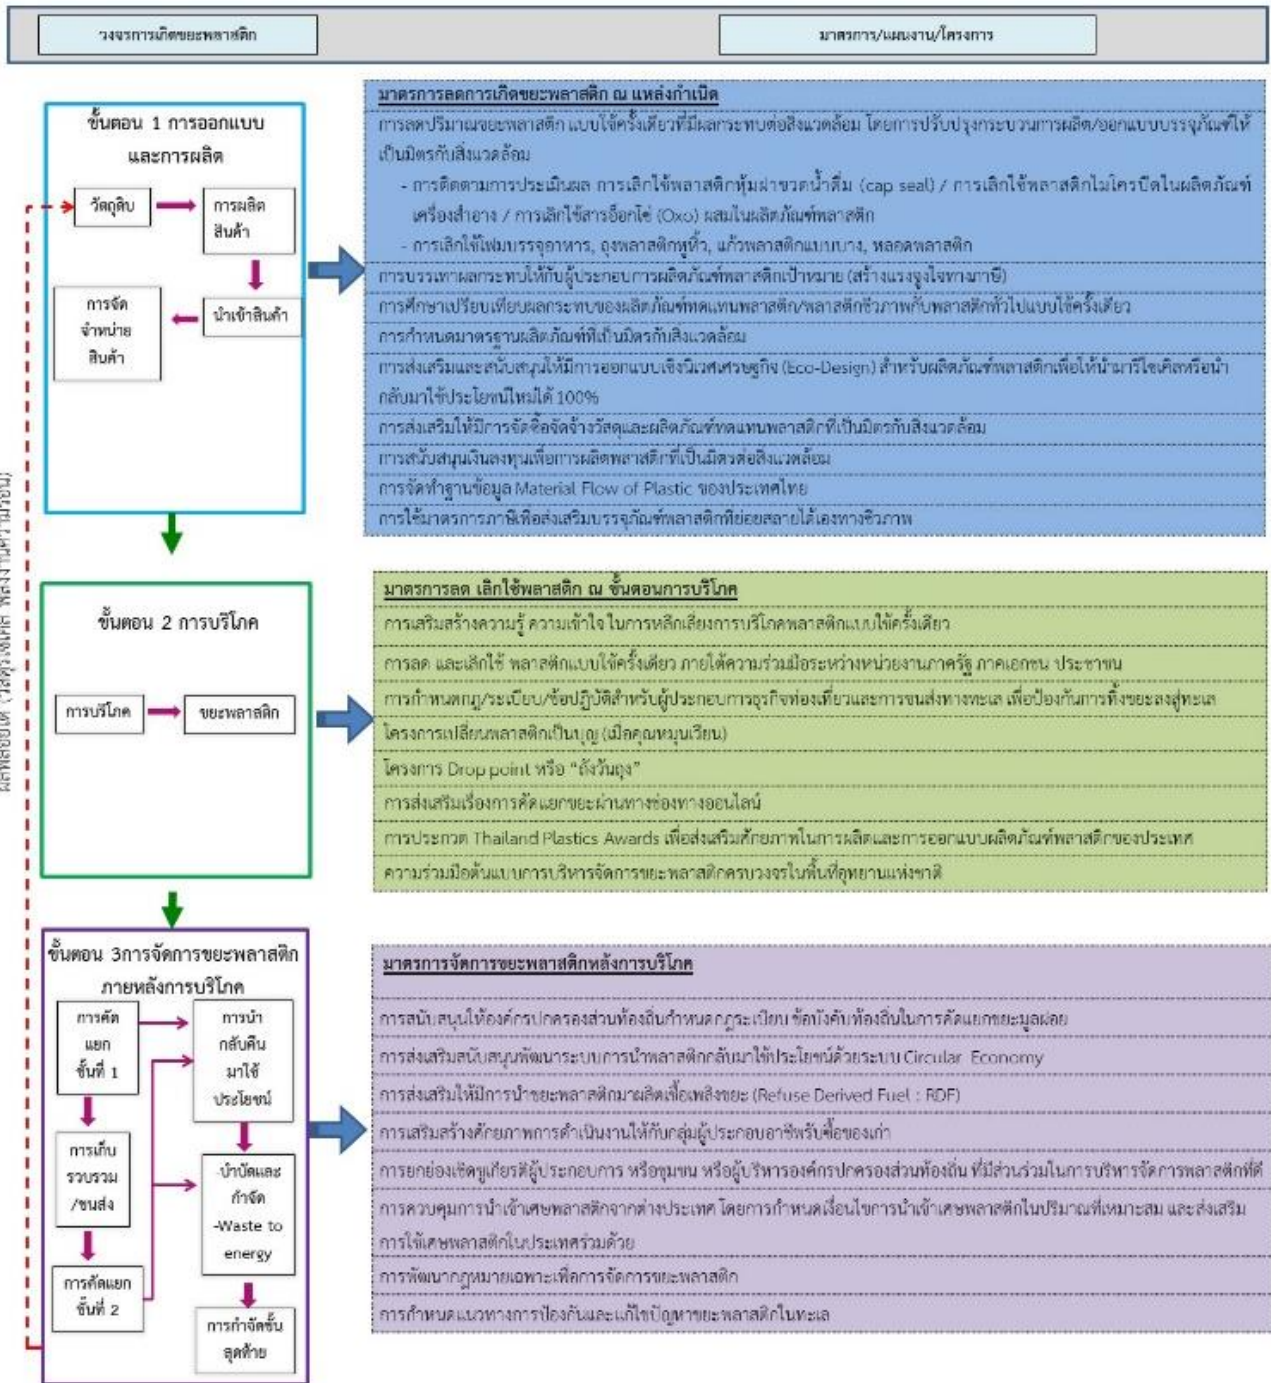 วงจรการเกิดขยะพลาสติก
มาตรการ/แผนงาน/โครงการ
ขั้นตอน 1 การออกแบบ
และการผลิต
วัตถุดิบ
การผลิต
สินค้า
นำเข้าสินค้า
การจัด
จำหน่าย
สินค้า
มาตรการลดการเกิดขยะพลาสติก ณ แหล่งกำเนิด
การลดปริมาณขยะพลาสติก แบบใช้ครั้งเดียวที่มีผลกระทบต่อสิ่งแวดล้อม โดยการปรับปรุงกระบวนการผลิต/ออกแบบบรรจุภัณฑ์ให้
เป็นมิตรกับสิ่งแวดล้อม
- การติดตามการประเมินผล การเลิกใช้พลาสติกหุ้มฝาขวดน้ำดื่ม (cap seal) / การเลิกใช้พลาสติกไมโครบีดในผลิตภัณฑ์
เครื่องสำอาง / การเลิกใช้สารอ็อกโซ่ (Oxo) ผสมในผลิตภัณฑ์พลาสติก
- การเลิกใช้โฟมบรรจุอาหาร, ถุงพลาสติกหูหิ้ว, แก้วพลาสติกแบบบาง, หลอดพลาสติก
การบรรเทาผลกระทบให้กับผู้ประกอบการผลิตภัณฑ์พลาสติกเป้าหมาย (สร้างแรงจูงใจทางภาษี)
การศึกษาเปรียบเทียบผลกระทบของผลิตภัณฑ์ทดแทนพลาสติก/พลาสติกชีวภาพกับพลาสติกทั่วไปแบบใช้ครั้งเดียว
การกำหนดมาตรฐานผลิตภัณฑ์ที่เป็นมิตรกับสิ่งแวดล้อม
การส่งเสริมและสนับสนุนให้มีการออกแบบเชิงนิเวศเศรษฐกิจ (Eco-Design) สำหรับผลิตภัณฑ์พลาสติกเพื่อให้นำมารีไซเคิลหรือนำ
กลับมาใช้ประโยชน์ใหม่ได้ 100%
การส่งเสริมให้มีการจัดซื้อจัดจ้างวัสดุและผลิตภัณฑ์ทดแทนพลาสติกที่เป็นมิตรกับสิ่งแวดล้อม
การสนับสนุนเงินลงทุนเพื่อการผลิตพลาสติกที่เป็นมิตรต่อสิ่งแวดล้อม
การจัดทำฐานข้อมูล Material Flow of Plastic ของประเทศไทย
การใช้มาตรการภาษีเพื่อส่งเสริมบรรจุภัณฑ์พลาสติกที่ย่อยสลายได้เองทางชีวภาพ
ขั้นตอน 2 การบริโภค
การบริโภค
ขยะพลาสติก
มาตรการลด เลิกใช้พลาสติก ณ ขั้นตอนการบริโภค
การเสริมสร้างความรู้ ความเข้าใจ ในการหลีกเลี่ยงการบริโภคพลาสติกแบบใช้ครั้งเดียว
การลด และเลิกใช้ พลาสติกแบบใช้ครั้งเดียว ภายใต้ความร่วมมือระหว่างหน่วยงานภาครัฐ ภาคเอกชน ประชาชน
การกำหนดกฎ/ระเบียบ/ข้อปฏิบัติสำหรับผู้ประกอบการธุรกิจท่องเที่ยวและการขนส่งทางทะเล เพื่อป้องกันการทิ้งขยะลงสู่ทะเล
โครงการเปลี่ยนพลาสติกเป็นบุญ (เมื่อคุณหมุนเวียน)
โครงการ Drop point หรือ “ถังวันถุง”
การส่งเสริมเรื่องการคัดแยกขยะผ่านทางช่องทางออนไลน์
การประกวด Thailand Plastics Awards เพื่อส่งเสริมศักยภาพในการผลิตและการออกแบบผลิตภัณฑ์พลาสติกของประเทศ
ความร่วมมือต้นแบบการบริหารจัดการขยะพลาสติกครบวงจรในพื้นที่อุทยานแห่งชาติ
ขั้นตอน 3การจัดการขยะพลาสติก
ภายหลังการบริโภค
การคัด
แยก
ขั้นที่ 1
การนำ
กลับคืน
มาใช้
ประโยชน์
การเก็บ
รวบรวม
/ขนส่ง
-บำบัดและ
กำจัด
-Waste to
energy
การคัดแยก
ขั้นที่ 2
การกำจัดขั้น
สุดท้าย
มาตรการจัดการขยะพลาสติกหลังการบริโภค
การสนับสนุนให้องค์กรปกครองส่วนท้องถิ่นกำหนดกฎระเบียบ ข้อบังคับท้องถิ่นในการคัดแยกขยะมูลฝอย
การส่งเสริมสนับสนุนพัฒนาระบบการนำพลาสติกกลับมาใช้ประโยชน์ด้วยระบบ Circular Economy
การส่งเสริมให้มีการนำขยะพลาสติกมาผลิตเชื้อเพลิงขยะ (Refuse Derived Fuel : RDF)
การเสริมสร้างศักยภาพการดำเนินงานให้กับกลุ่มผู้ประกอบอาชีพรับซื้อของเก่า
การยกย่องเชิดชูเกียรติผู้ประกอบการ หรือชุมชน หรือผู้บริหารองค์กรปกครองส่วนท้องถิ่น ที่มีส่วนร่วมในการบริหารจัดการพลาสติกที่ดี
การควบคุมการนำเข้าเศษพลาสติกจากต่างประเทศ โดยการกำหนดเงื่อนไขการนำเข้าเศษพลาสติกในปริมาณที่เหมาะสม และส่งเสริม
การใช้เศษพลาสติกในประเทศร่วมด้วย
การพัฒนากฎหมายเฉพาะเพื่อการจัดการขยะพลาสติก
การกำหนดแนวทางการป้องกันและแก้ไขปัญหาขยะพลาสติกในทะเล